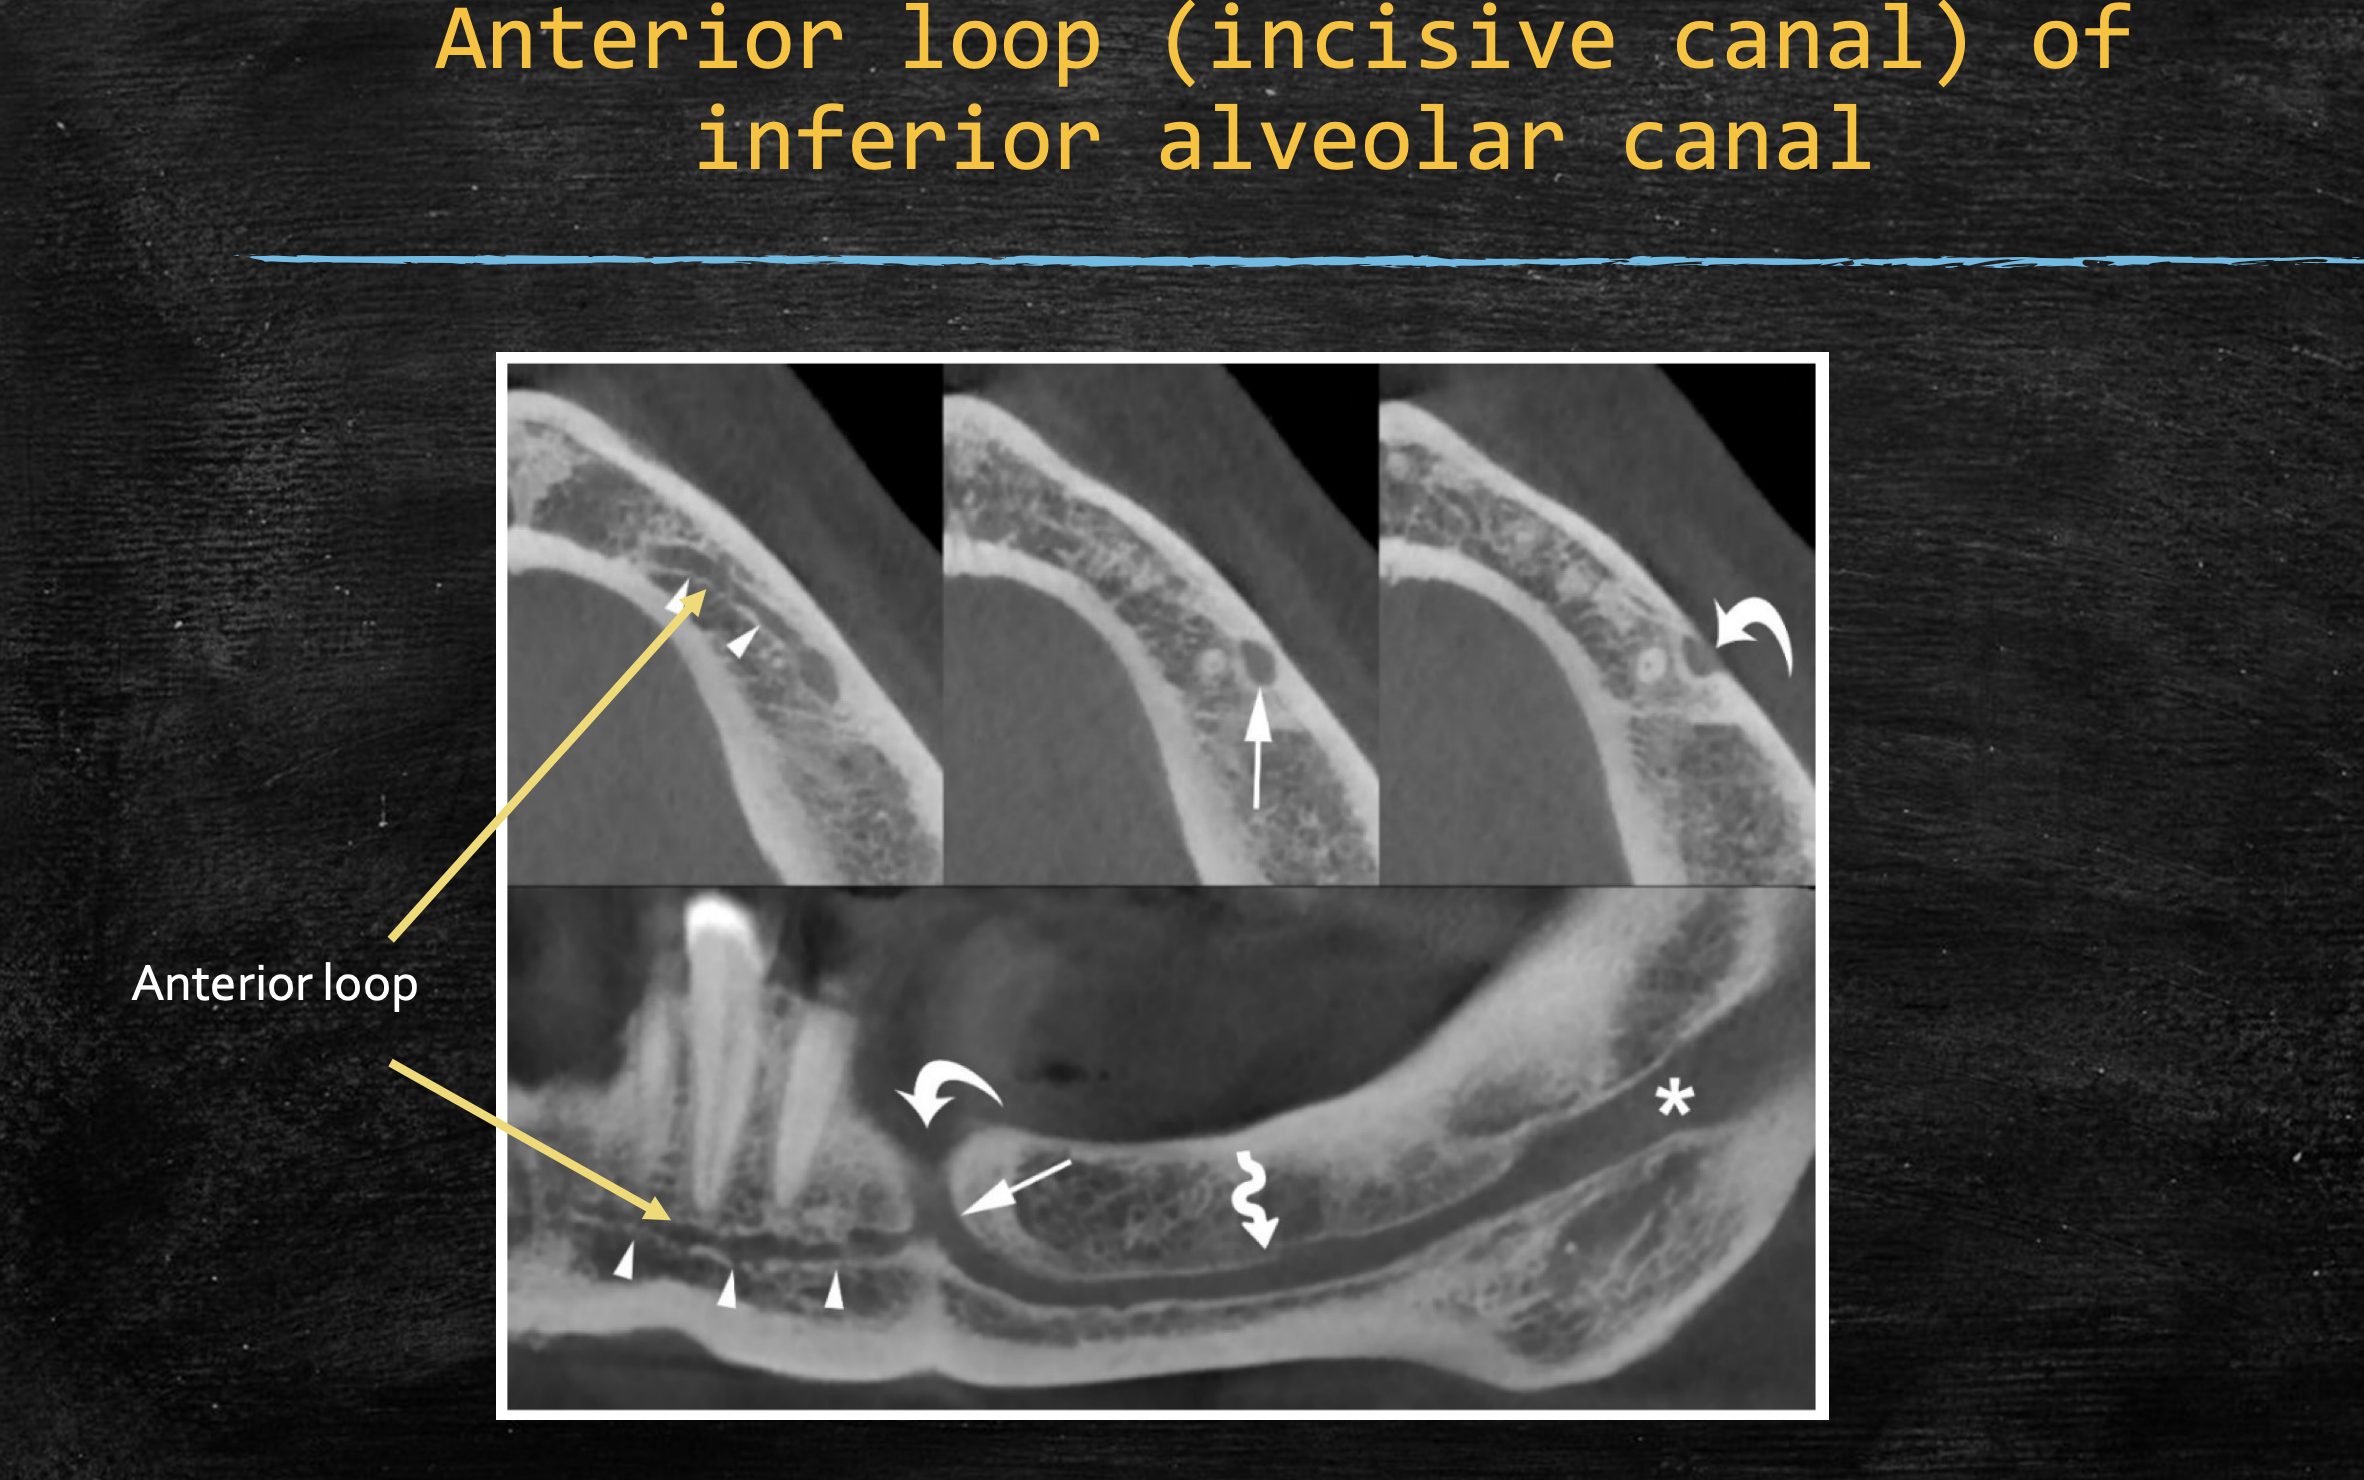 Anterior loop (incisive canal) of
inferior alveolar canal
Anterior loop
*